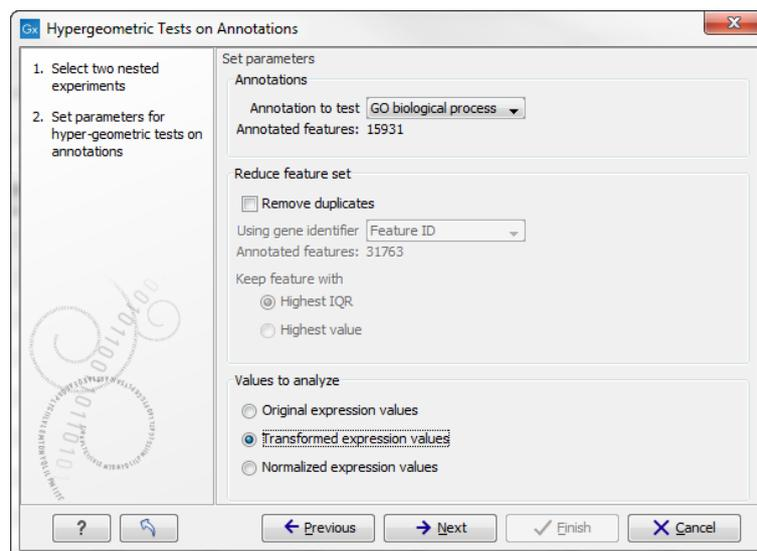 Gx Hypergeometric Tests on Annotations
X
1. Select two nested
experiments
2. Set parameters for
hyper-geometric tests on
annotations
Set parameters
Annotations
Annotation to test GO biological process
Annotated features: 15931
Reduce feature set
Remove duplicates
Using gene identifier Feature ID
Annotated features: 31763
Keep feature with
Highest IQR
Highest value
Values to analyze
Original expression values
Transformed expression values
Normalized expression values
? Previous Next Finish Cancel